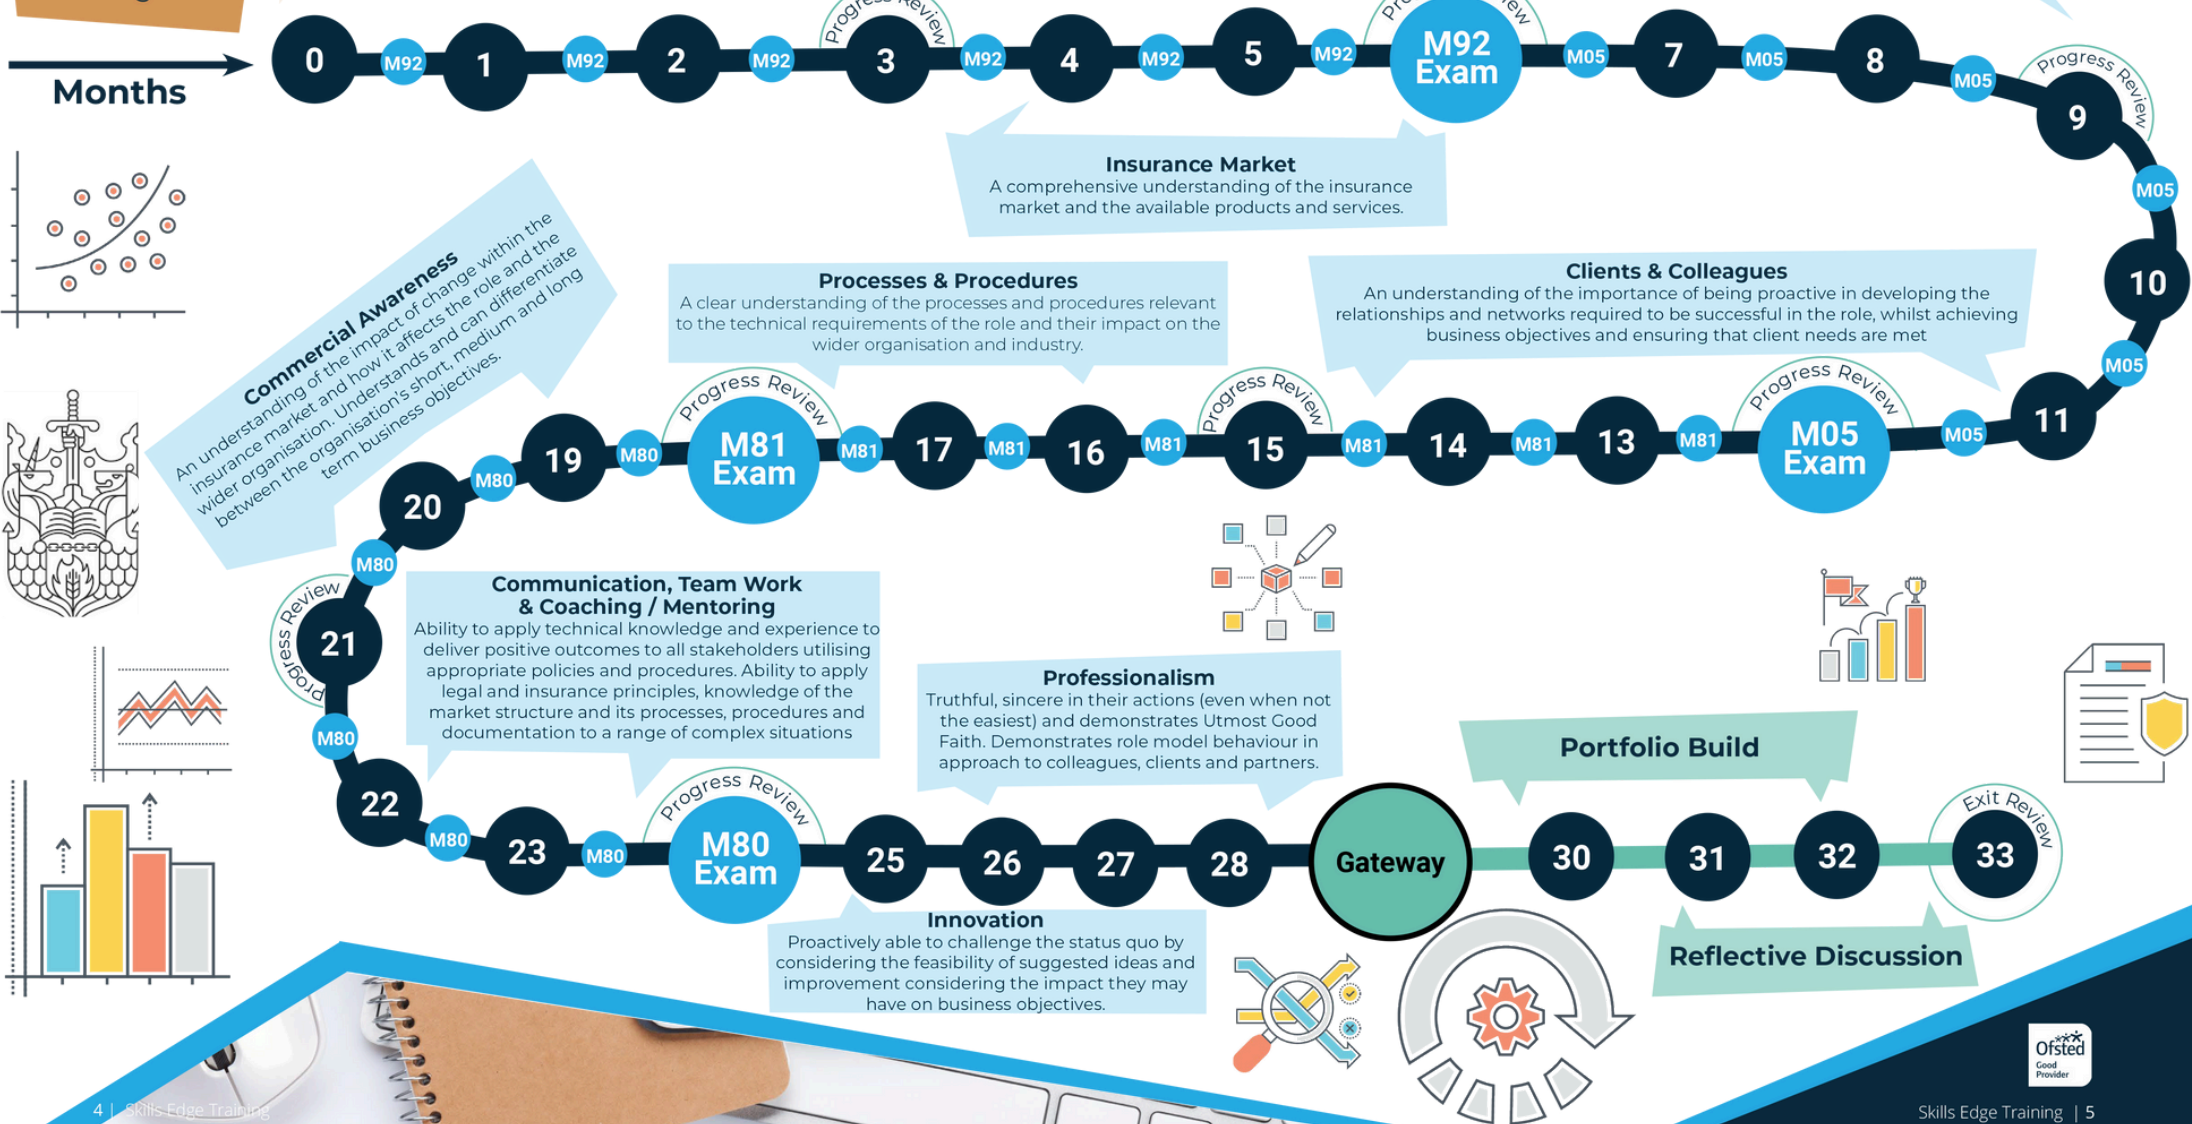 Progress Review
0
M92
1
M92
2
M92
3
M92
4
M92
5
M92
M92
Exam
M05
7
M05
8
M05
Progress Review
9
Months
M05
10
M05
11
Insurance Market
A comprehensive understanding of the insurance
market and the available products and services.
Commercial Awareness
An understanding of the impact of change within the
insurance market and how it affects the role and the
wider organisation. Understands and can differentiate
between the organisation's short, medium and long
term business objectives.
Processes & Procedures
A clear understanding of the processes and procedures relevant
to the technical requirements of the role and their impact on the
wider organisation and industry.
Clients & Colleagues
An understanding of the importance of being proactive in developing the
relationships and networks required to be successful in the role, whilst achieving
business objectives and ensuring that client needs are met
M05
Progress Review
M05
Exam
M81
13
M81
14
M81
Progress Review
15
M81
16
M81
17
M81
Progress Review
M81
Exam
M80
19
M80
20
M80
Progress Review
21
M80
22
M80
23
M80
Communication, Team Work
& Coaching / Mentoring
Ability to apply technical knowledge and experience to
deliver positive outcomes to all stakeholders utilising
appropriate policies and procedures. Ability to apply
legal and insurance principles, knowledge of the
market structure and its processes, procedures and
documentation to a range of complex situations
Progress Review
M80
Exam
25
26
27
28
Professionalism
Truthful, sincere in their actions (even when not
the easiest) and demonstrates Utmost Good
Faith. Demonstrates role model behaviour in
approach to colleagues, clients and partners.
Innovation
Proactively able to challenge the status quo by
considering the feasibility of suggested ideas and
improvement considering the impact they may
have on business objectives.
Gateway
Portfolio Build
30
31
32
Exit Review
33
Reflective Discussion
Ofsted
Good
Provider
4 | Skills Edge Training
Skills Edge Training | 5